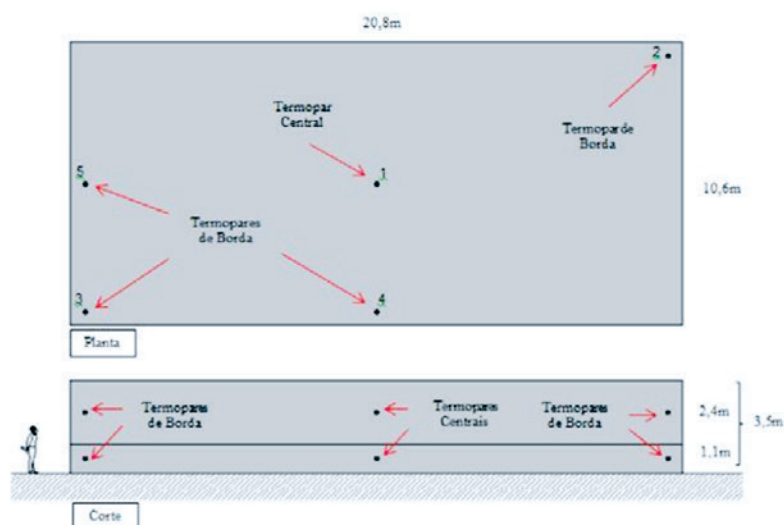 20,8m
2
Termopar
Central
Termopar de
Borda
5
1
10,6m
Termopares
de Borda
3
4
Planta
Termopares
de Borda
Termopares
Centrais
Termopares
de Borda
2,4m
3,5m
1,1m
Corte